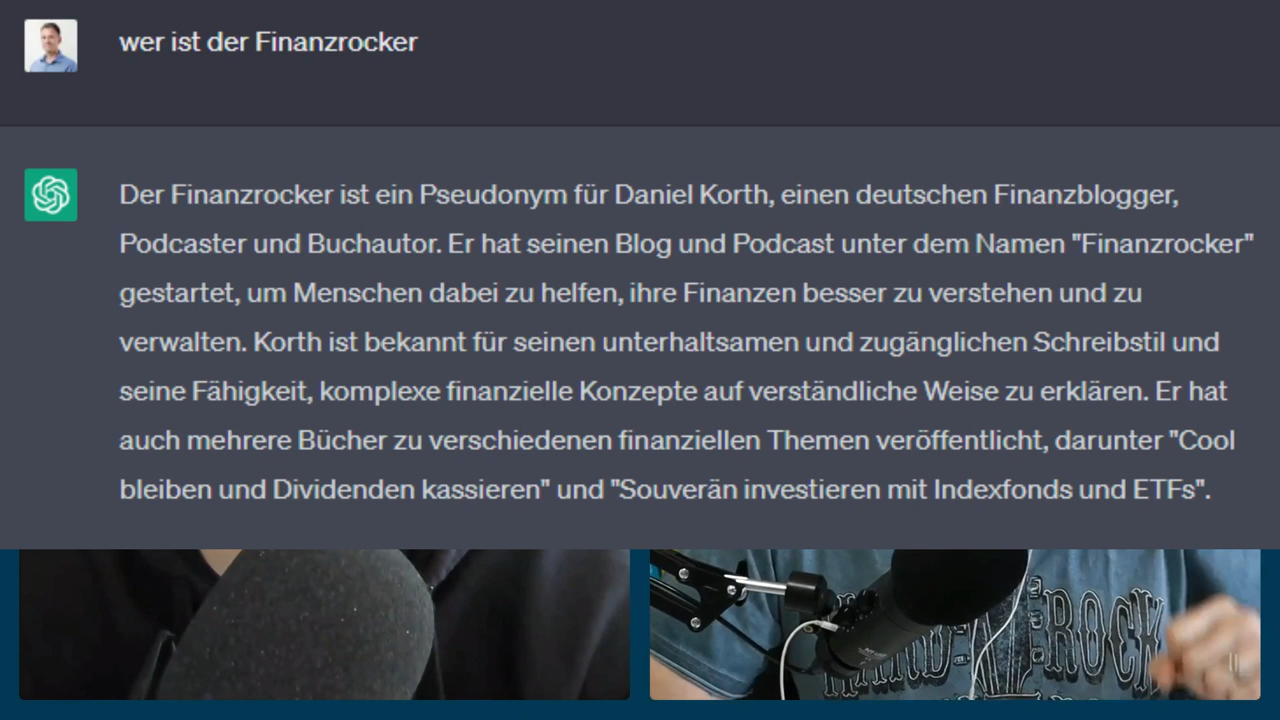 wer ist der Finanzrocker
Der Finanzrocker ist ein Pseudonym für Daniel Korth, einen deutschen Finanzblogger,
Podcaster und Buchautor. Er hat seinen Blog und Podcast unter dem Namen "Finanzrocker"
gestartet, um Menschen dabei zu helfen, ihre Finanzen besser zu verstehen und zu
verwalten. Korth ist bekannt für seinen unterhaltsamen und zugänglichen Schreibstil und
seine Fähigkeit, komplexe finanzielle Konzepte auf verständliche Weise zu erklären. Er hat
auch mehrere Bücher zu verschiedenen finanziellen Themen veröffentlicht, darunter "Cool
bleiben und Dividenden kassieren" und "Souverän investieren mit Indexfonds und ETFs".
ROCK